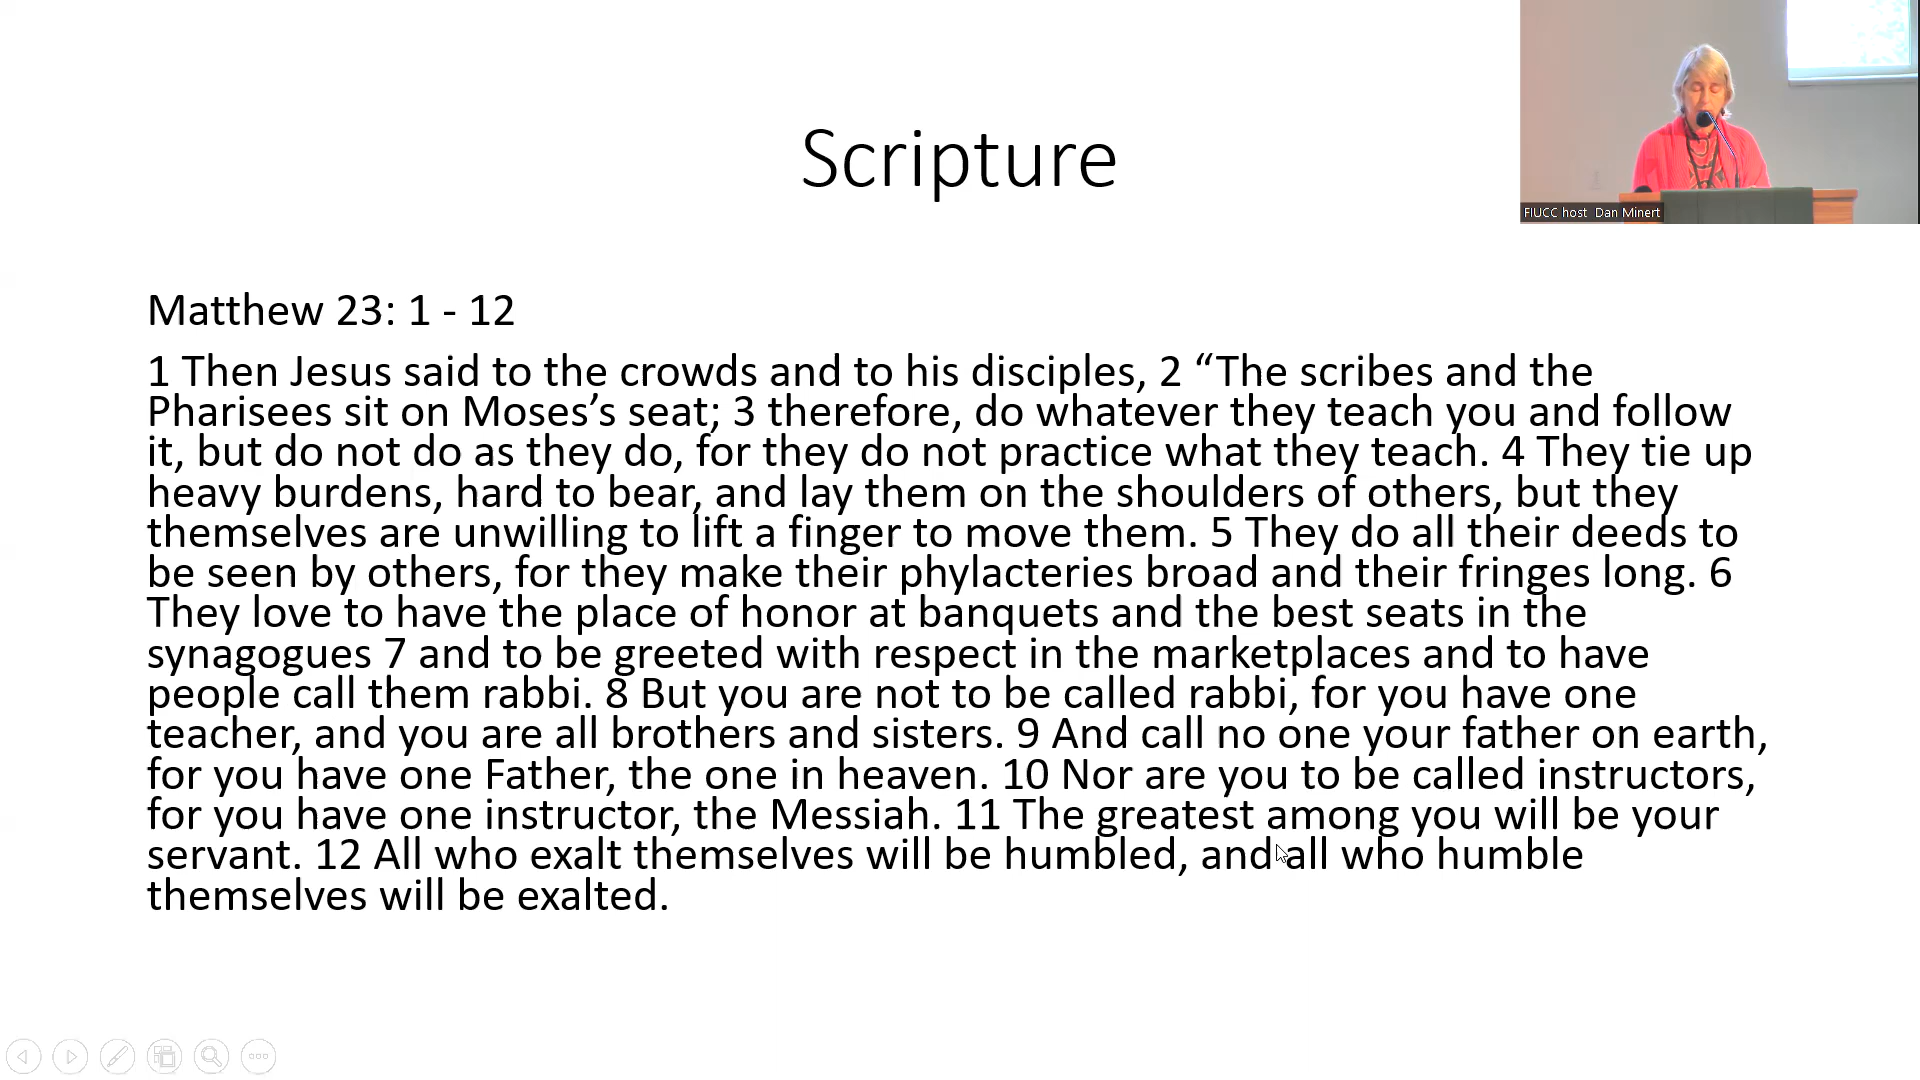 Scripture
FIUCC host Dan Minert
Matthew 23: 1 - 12
1 Then Jesus said to the crowds and to his disciples, 2 “The scribes and the
Pharisees sit on Moses’s seat; 3 therefore, do whatever they teach you and follow
it, but do not do as they do, for they do not practice what they teach. 4 They tie up
heavy burdens, hard to bear, and lay them on the shoulders of others, but they
themselves are unwilling to lift a finger to move them. 5 They do all their deeds to
be seen by others, for they make their phylacteries broad and their fringes long. 6
They love to have the place of honor at banquets and the best seats in the
synagogues 7 and to be greeted with respect in the marketplaces and to have
people call them rabbi. 8 But you are not to be called rabbi, for you have one
teacher, and you are all brothers and sisters. 9 And call no one your father on earth,
for you have one Father, the one in heaven. 10 Nor are you to be called instructors,
for you have one instructor, the Messiah. 11 The greatest among you will be your
servant. 12 All who exalt themselves will be humbled, and all who humble
themselves will be exalted.